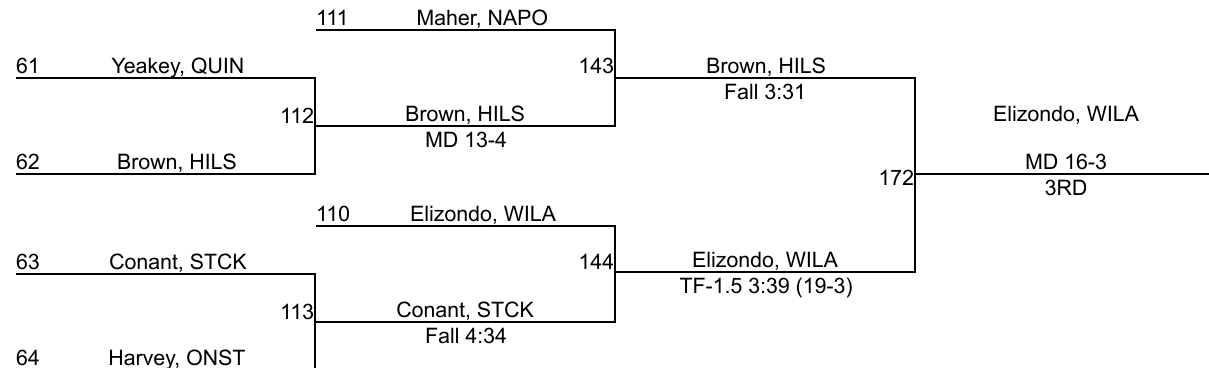 111 Maher, NAPO
61 Yeakey, QUIN 143 Brown, HILS
Fall 3:31
112 Brown, HILS Elizondo, WILA
MD 13-4
62 Brown, HILS MD 16-3
172 3RD
110 Elizondo, WILA
63 Conant, STCK 144 Elizondo, WILA
TF-1.5 3:39 (19-3)
113 Conant, STCK
Fall 4:34
64 Harvey, ONST